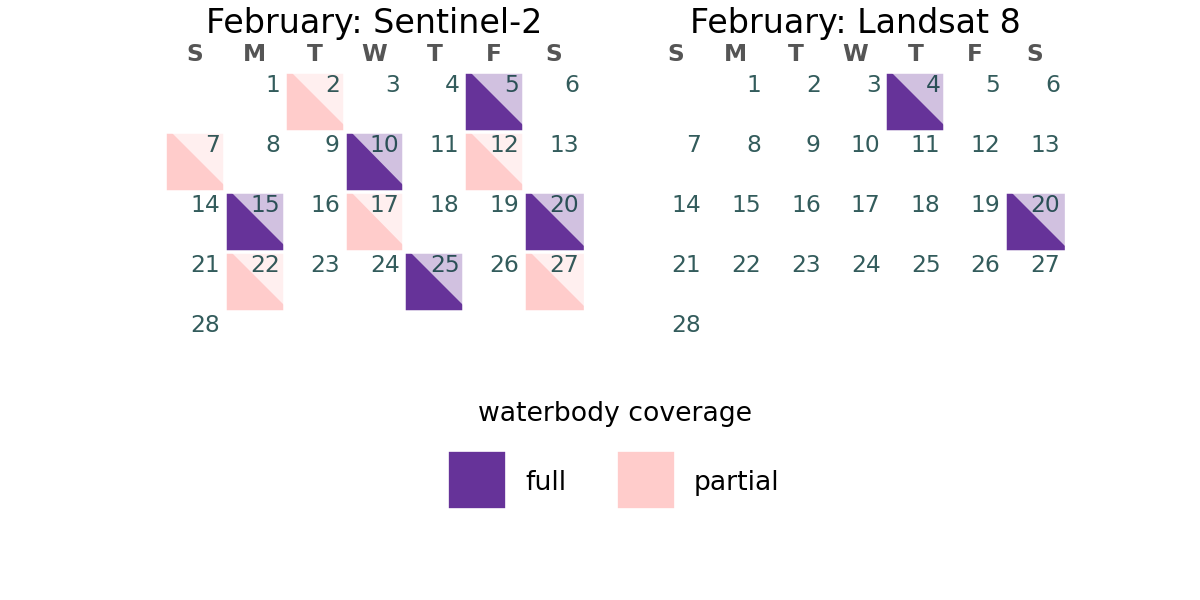 February: Sentinel-2
S M T W T F S
1 2 3 4 5 6
7 8 9 10 11 12 13
14 15 16 17 18 19 20
21 22 23 24 25 26 27
28
February: Landsat 8
S M T W T F S
1 2 3 4 5 6
7 8 9 10 11 12 13
14 15 16 17 18 19 20
21 22 23 24 25 26 27
28
waterbody coverage
full
partial